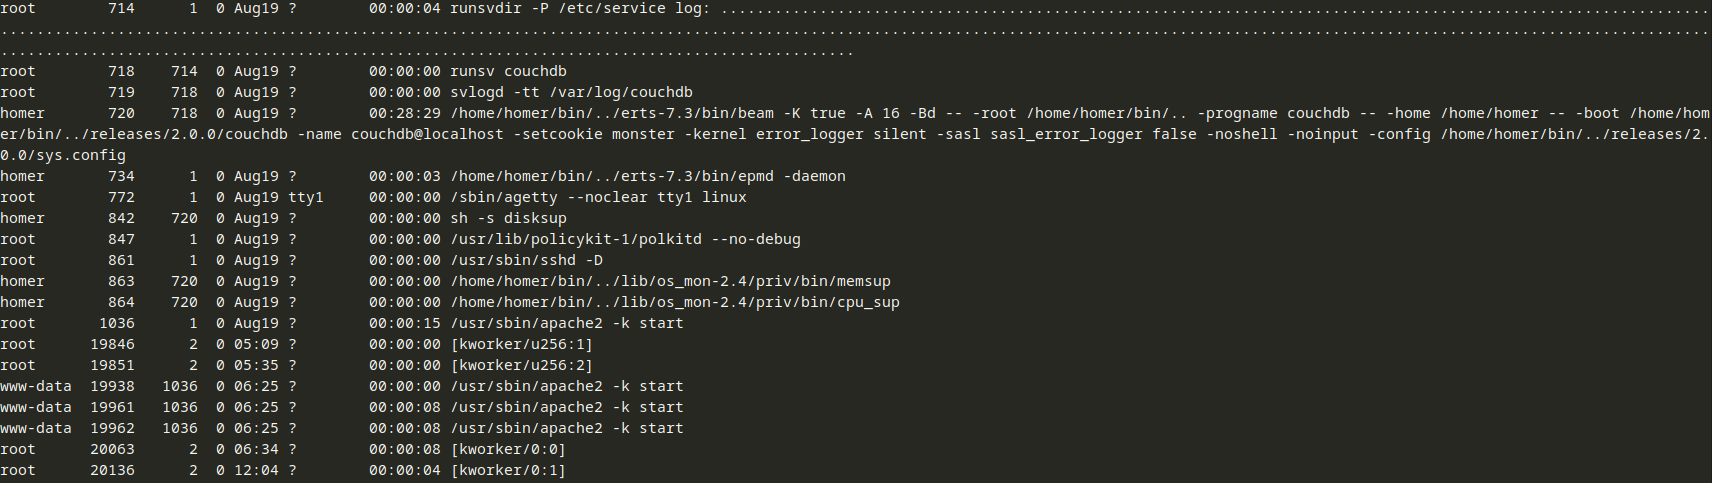 root        714      1  0 Aug19 ?        00:00:04 runsvdir -P /etc/service log: ..............................................................................................................
..............................................................................................................................................................................................
...............................................................................................
root        718    714  0 Aug19 ?        00:00:00 runsv couchdb
root        719    718  0 Aug19 ?        00:00:00 svlogd -tt /var/log/couchdb
homer       720    718  0 Aug19 ?        00:28:29 /home/homer/bin/../erts-7.3/bin/beam -K true -A 16 -Bd -- -root /home/homer/bin/.. -progname couchdb -- -home /home/homer -- -boot /home/hom
er/bin/../releases/2.0.0/couchdb -name couchdb@localhost -setcookie monster -kernel error_logger silent -sasl sasl_error_logger false -noshell -noinput -config /home/homer/bin/../releases/2.
0.0/sys.config
homer       734      1  0 Aug19 ?        00:00:03 /home/homer/bin/../erts-7.3/bin/epmd -daemon
root        772      1  0 Aug19 tty1     00:00:00 /sbin/agetty --noclear tty1 linux
homer       842    720  0 Aug19 ?        00:00:00 sh -s disksup
root        847      1  0 Aug19 ?        00:00:00 /usr/lib/policykit-1/polkitd --no-debug
root        861      1  0 Aug19 ?        00:00:00 /usr/sbin/sshd -D
homer       863    720  0 Aug19 ?        00:00:00 /home/homer/bin/../lib/os_mon-2.4/priv/bin/memsup
homer       864    720  0 Aug19 ?        00:00:00 /home/homer/bin/../lib/os_mon-2.4/priv/bin/cpu_sup
root       1036      1  0 Aug19 ?        00:00:15 /usr/sbin/apache2 -k start
root      19846      2  0 05:09 ?        00:00:00 [kworker/u256:1]
root      19851      2  0 05:35 ?        00:00:00 [kworker/u256:2]
www-data  19938   1036  0 06:25 ?        00:00:00 /usr/sbin/apache2 -k start
www-data  19961   1036  0 06:25 ?        00:00:08 /usr/sbin/apache2 -k start
www-data  19962   1036  0 06:25 ?        00:00:08 /usr/sbin/apache2 -k start
root      20063      2  0 06:34 ?        00:00:08 [kworker/0:0]
root      20136      2  0 12:04 ?        00:00:04 [kworker/0:1]